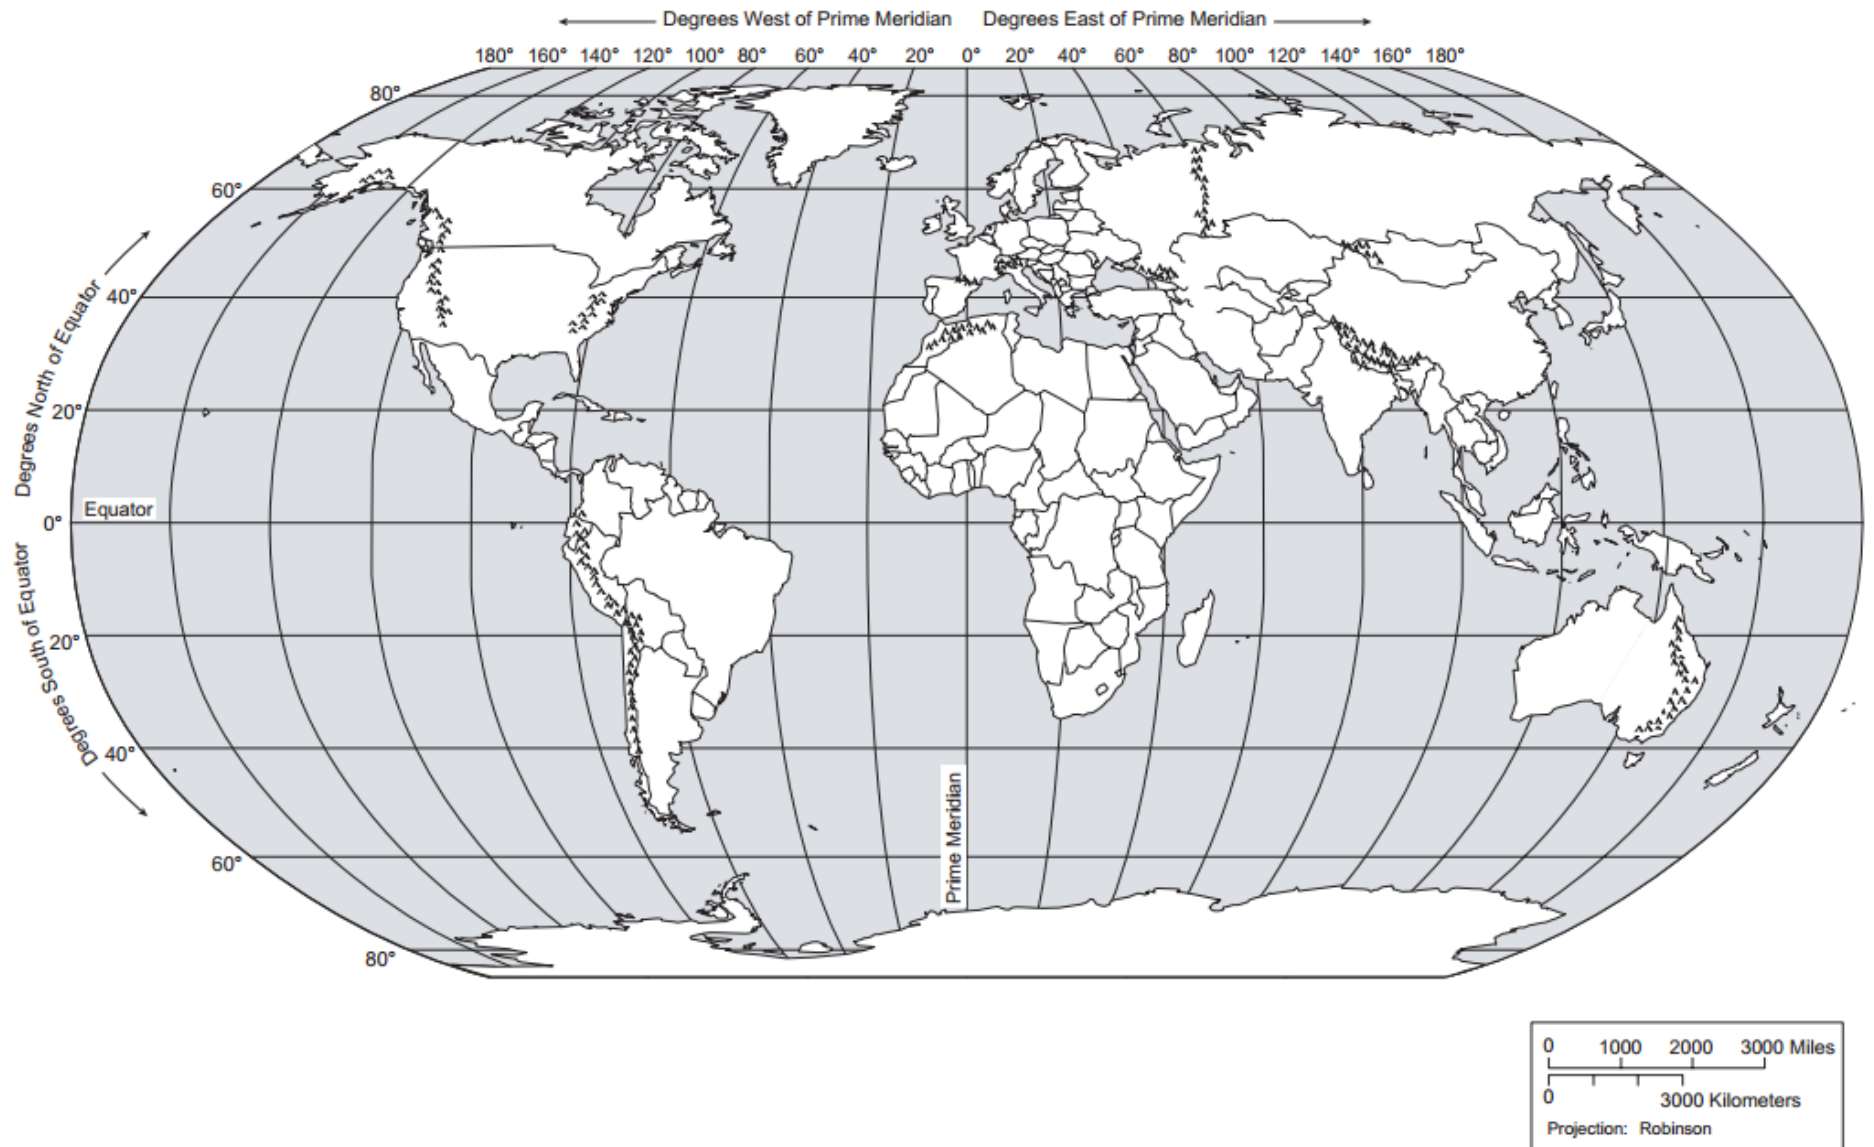 Degrees West of Prime Meridian Degrees East of Prime Meridian
180° 160° 140° 120° 100° 80° 60° 40° 20° 0° 20° 40° 60° 80° 100° 120° 140° 160° 180°
80°
60°
40°
Degrees North of Equator
20°
Equator
0°
Degrees South of Equator
20°
40°
Prime Meridian
60°
80°
0 1000 2000 3000 Miles
0 3000 Kilometers
Projection: Robinson